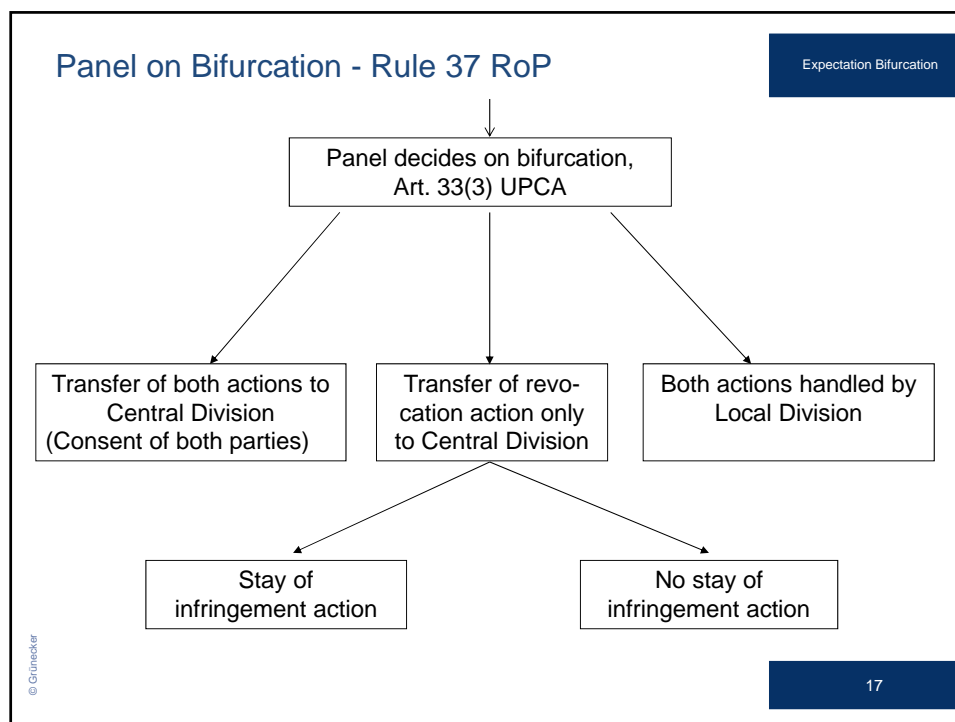 Panel on Bifurcation - Rule 37 RoP
Expectation Bifurcation
Panel decides on bifurcation,
Art. 33(3) UPCA
Transfer of both actions to
Central Division
(Consent of both parties)
Transfer of revo-
cation action only
to Central Division
Both actions handled by
Local Division
Stay of
infringement action
No stay of
infringement action
© Grünecker
17